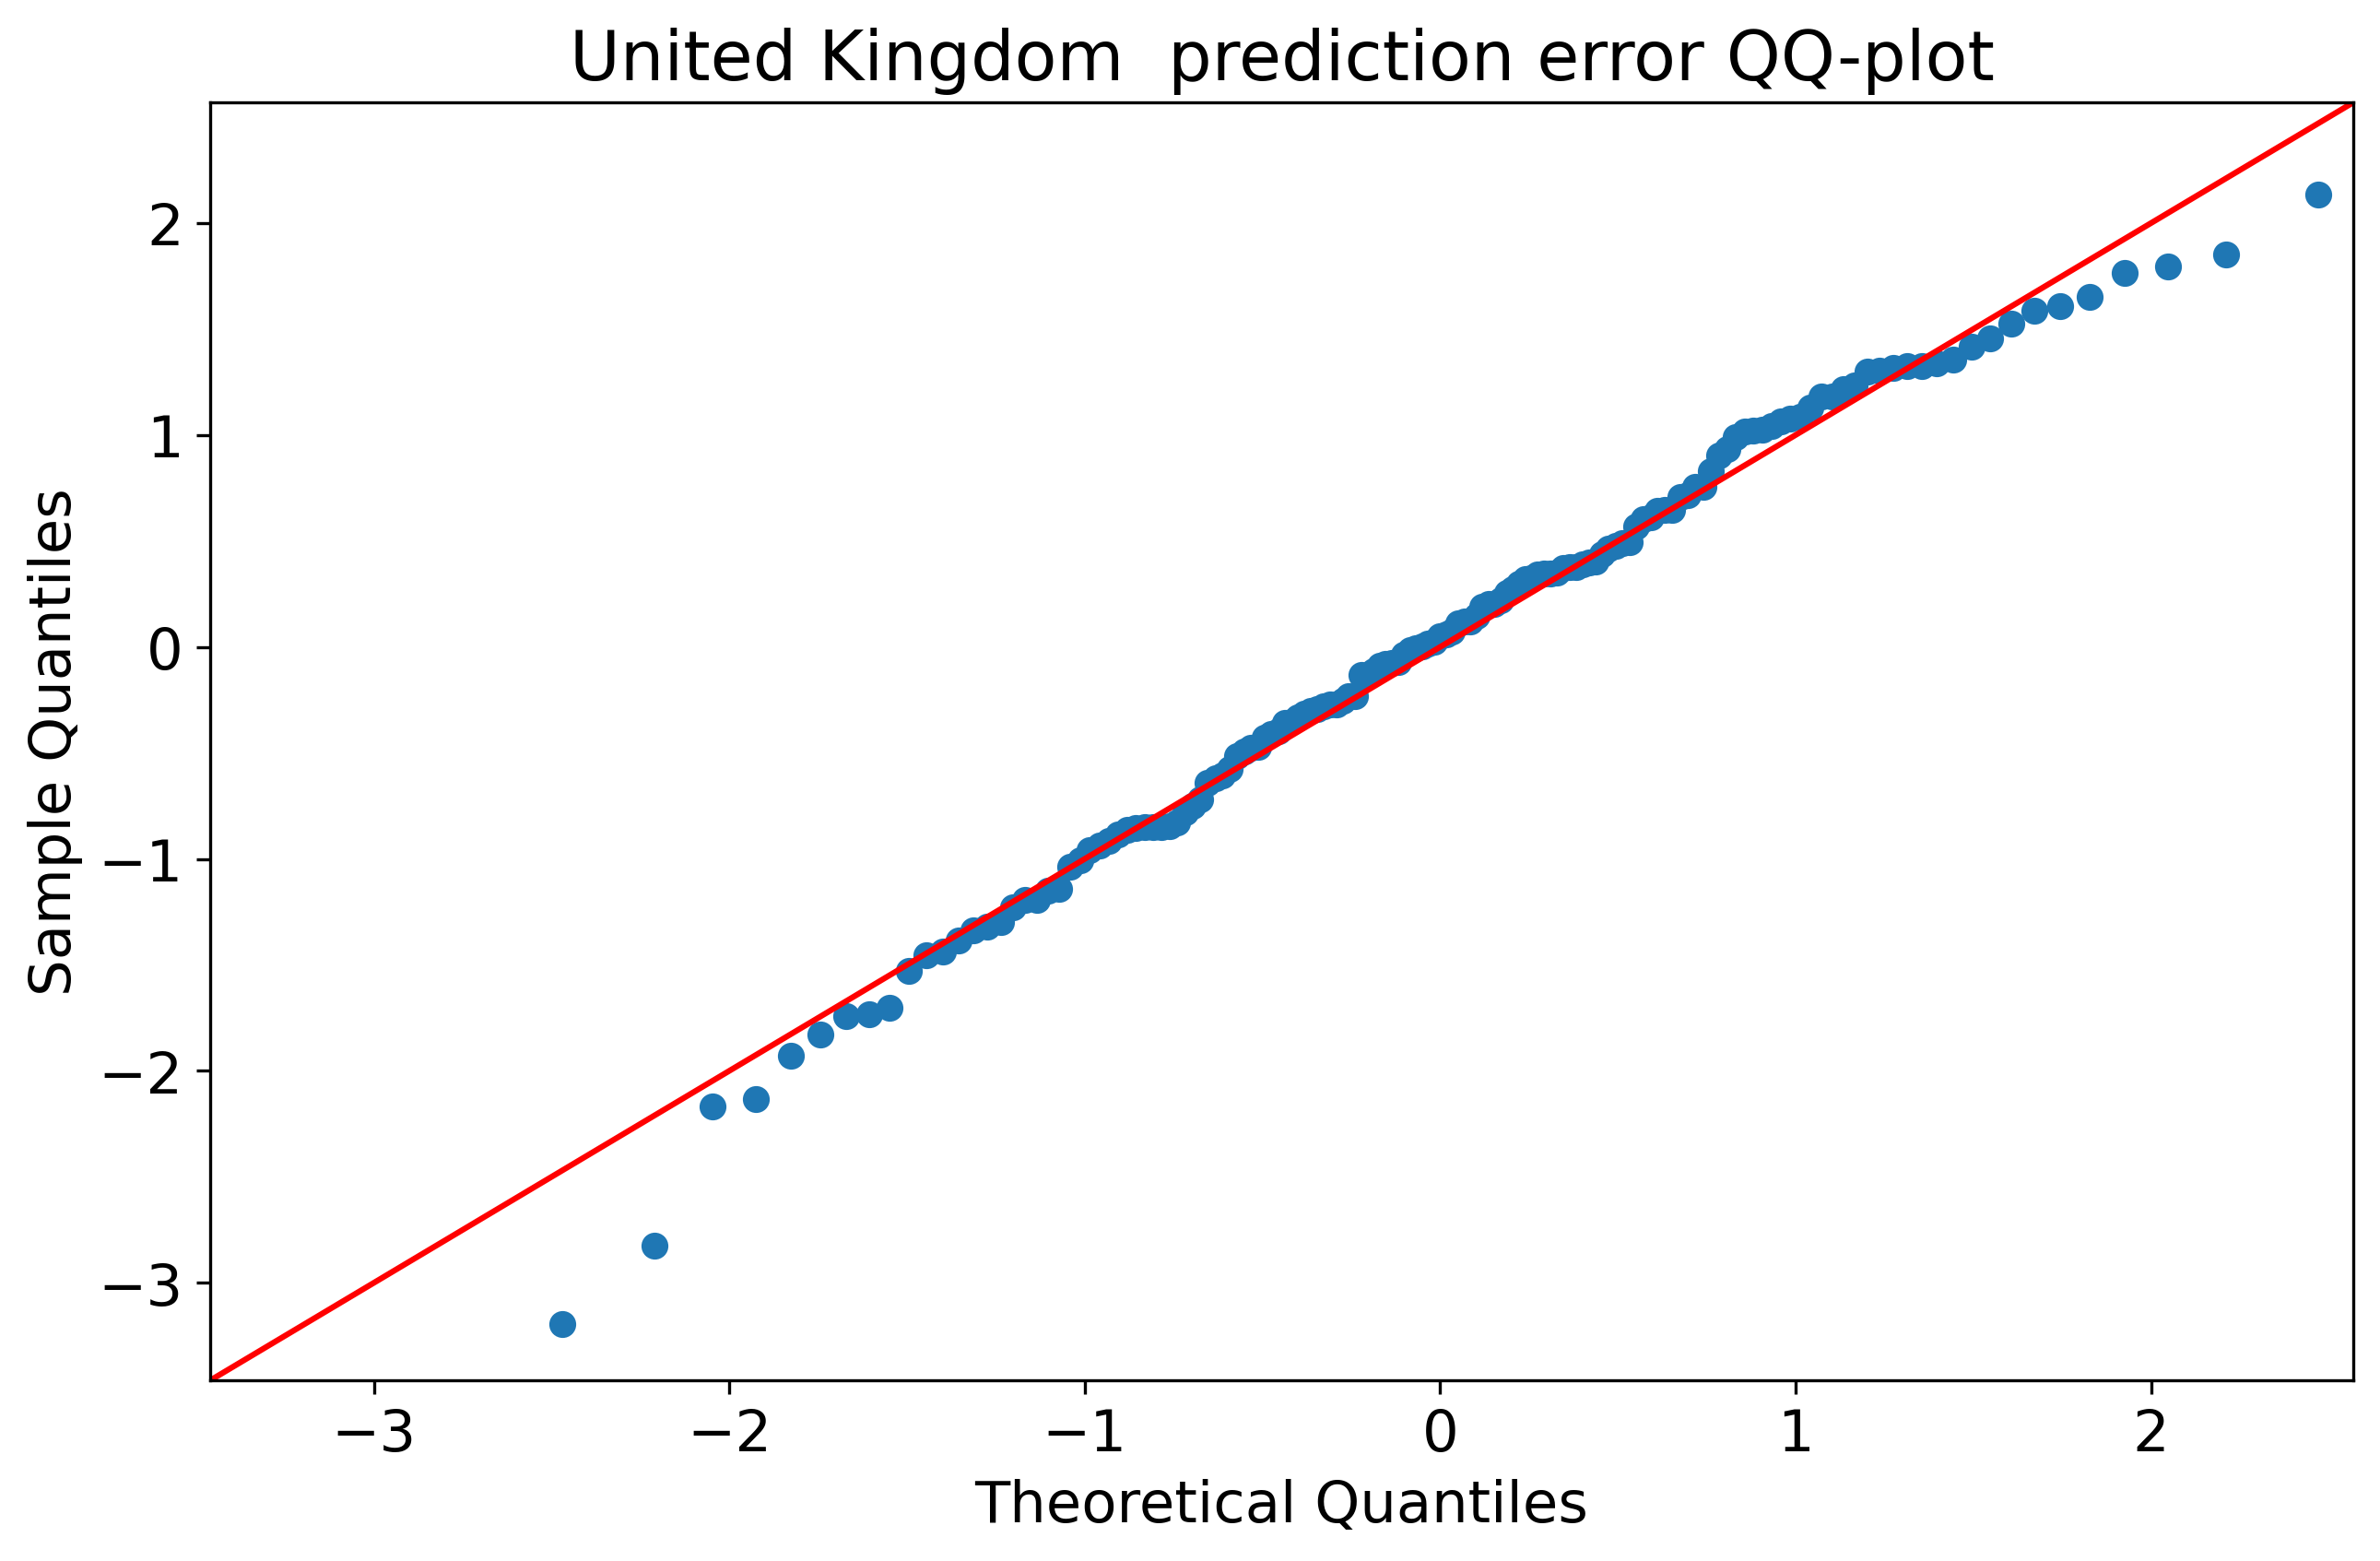 United Kingdom  prediction error QQ-plot
2
1
0
−1
−2
−3
Sample Quantiles
−3 −2 −1 0 1 2
Theoretical Quantiles